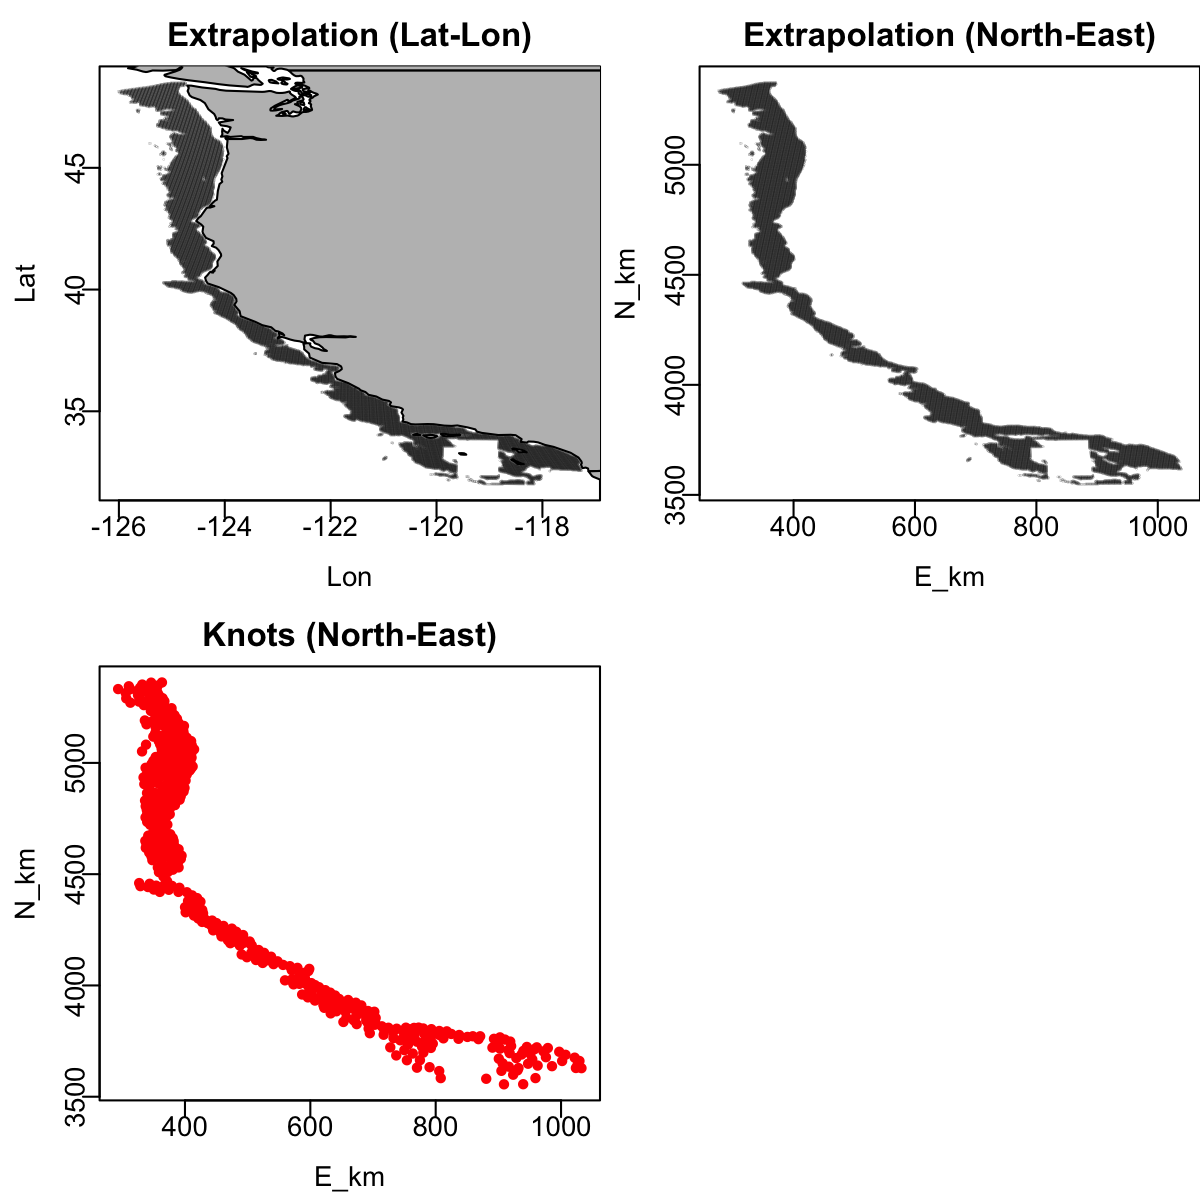 Extrapolation (Lat-Lon)
Lat
45
40
35
-126 -124 -122 -120 -118
Lon
Extrapolation (North-East)
N_km
5000
4500
4000
3500
400 600 800 1000
E_km
Knots (North-East)
N_km
5000
4500
4000
3500
400 600 800 1000
E_km